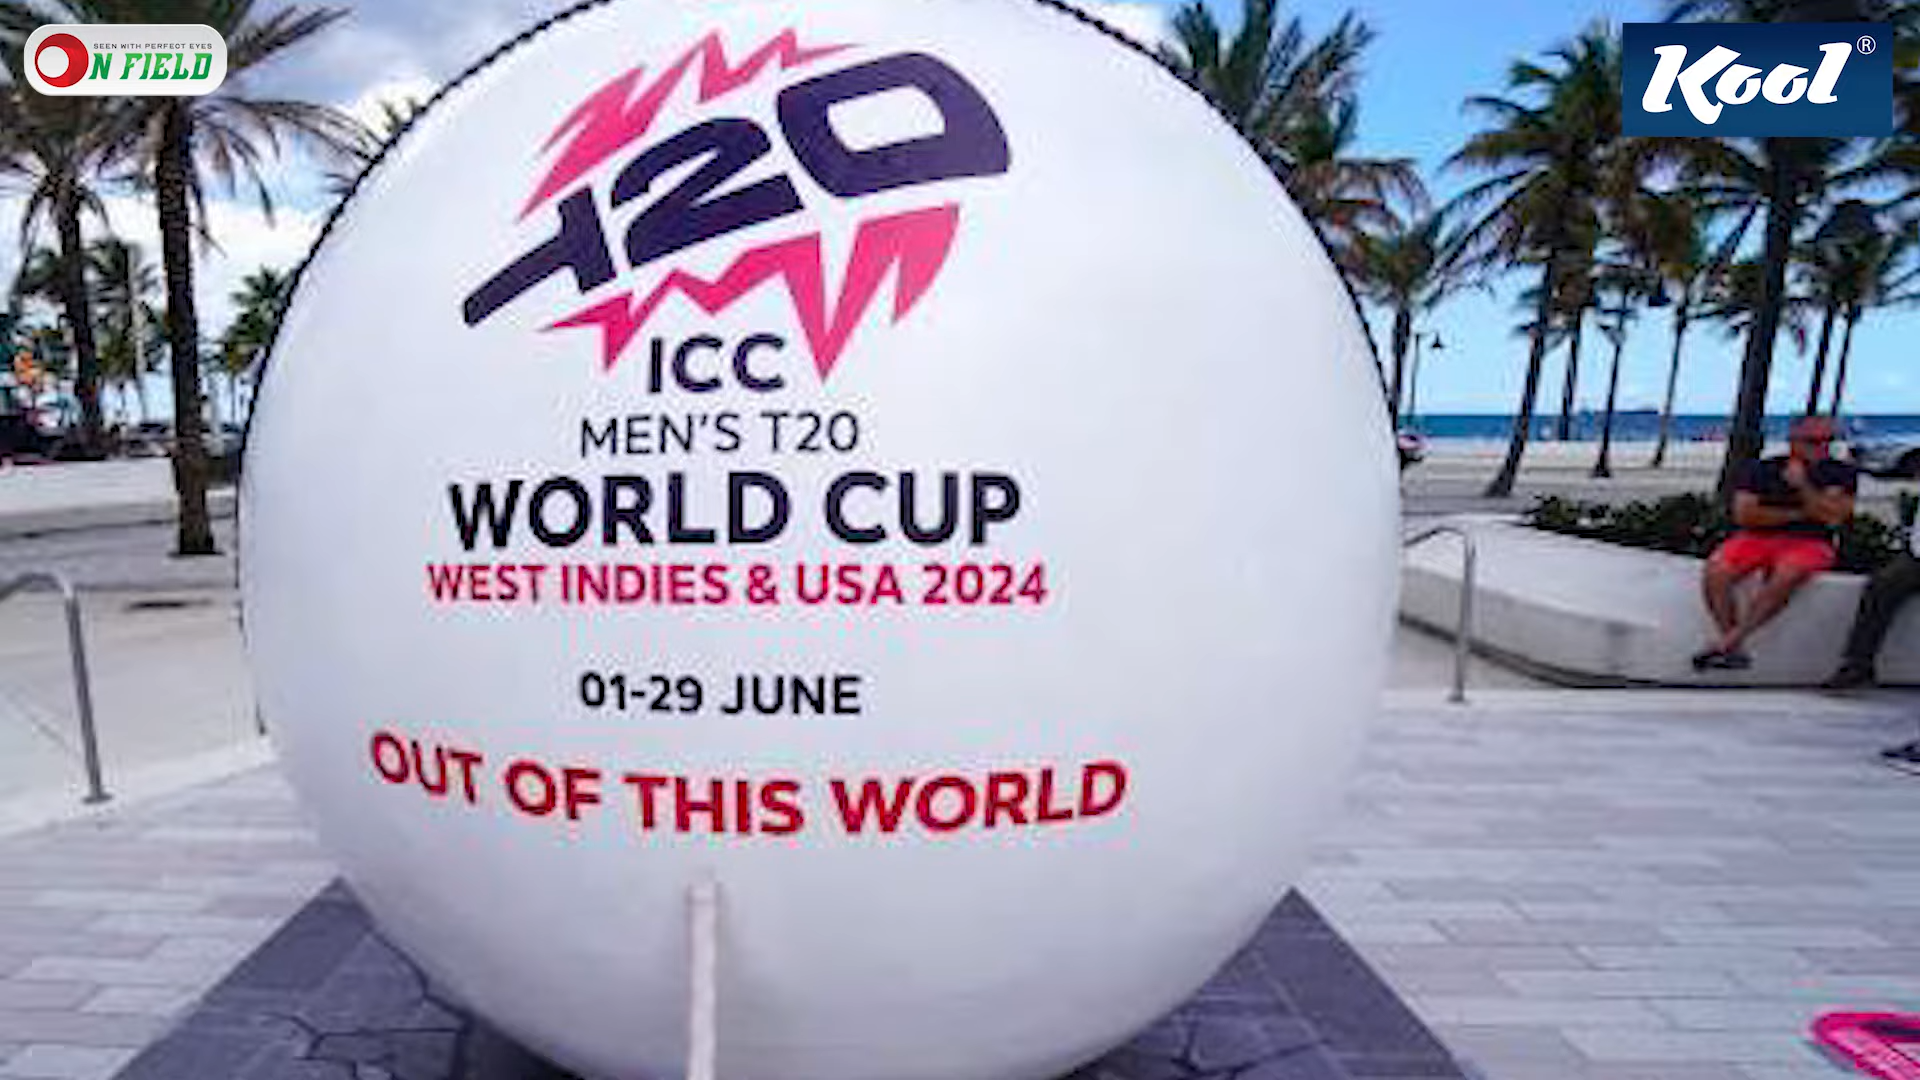 SEEN WITH PERFECT EYES
ON FIELD
Kool®
T20
ICC
MEN'S T20
WORLD CUP
WEST INDIES & USA 2024
01-29 JUNE
OUT OF THIS WORLD